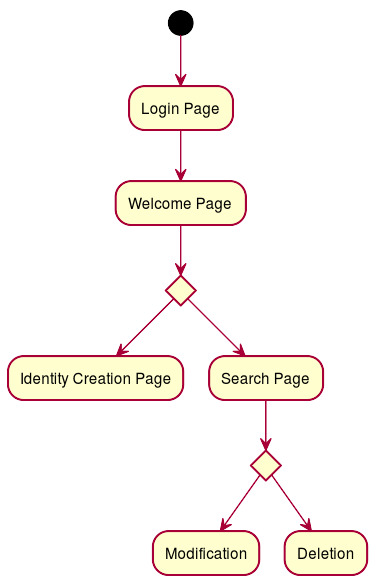 Login Page
Welcome Page
Identity Creation Page
Search Page
Modification
Deletion